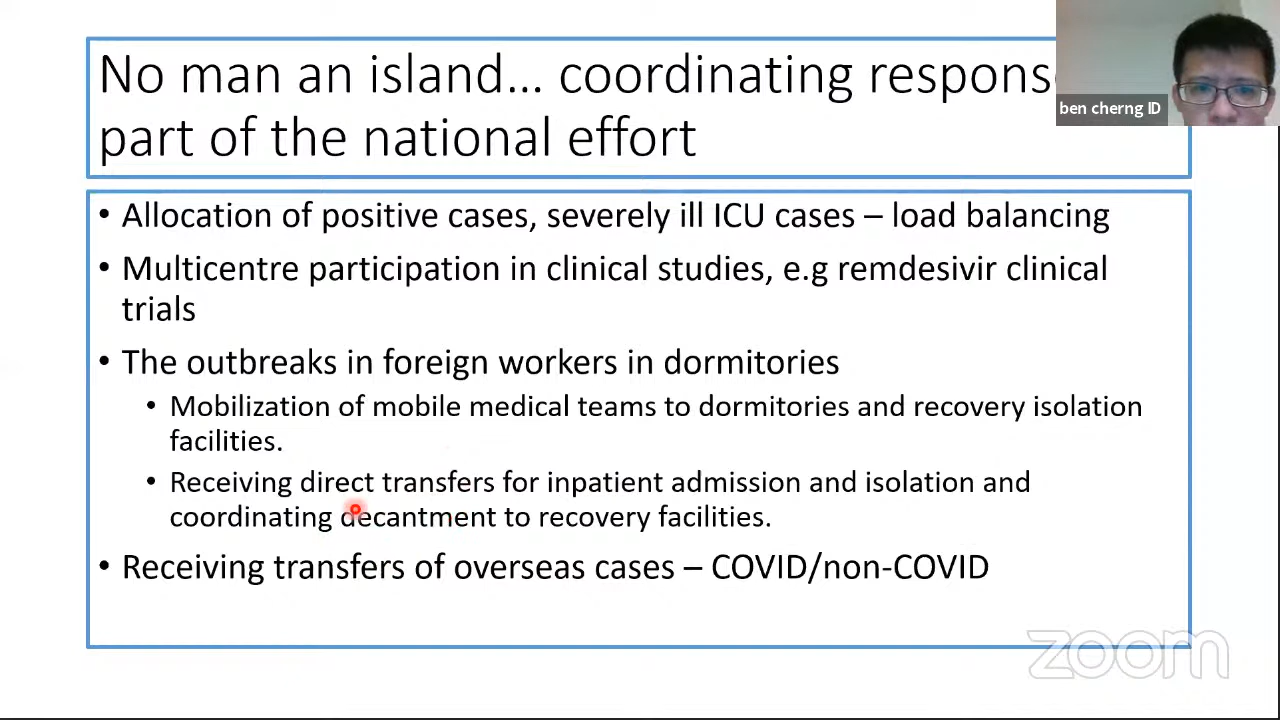 No man an island... coordinating respons
part of the national effort
ben cherng ID
• Allocation of positive cases, severely ill ICU cases – load balancing
• Multicentre participation in clinical studies, e.g remdesivir clinical
trials
• The outbreaks in foreign workers in dormitories
• Mobilization of mobile medical teams to dormitories and recovery isolation
facilities.
• Receiving direct transfers for inpatient admission and isolation and
coordinating decantment to recovery facilities.
• Receiving transfers of overseas cases – COVID/non-COVID
zoom